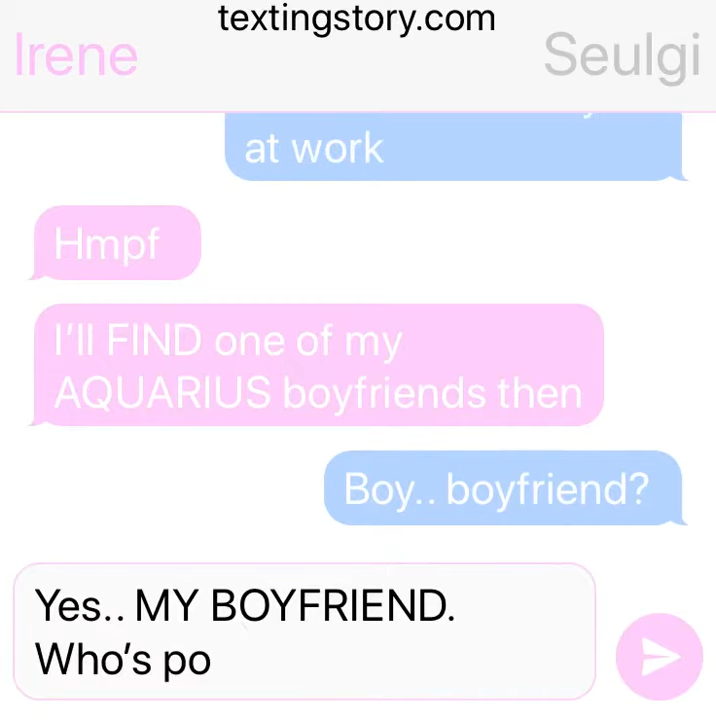 textingstory.com
Irene
Seulgi
at work
Hmpf
I'll FIND one of my
AQUARIUS boyfriends then
Boy.. boyfriend?
Yes.. MY BOYFRIEND.
Who's po